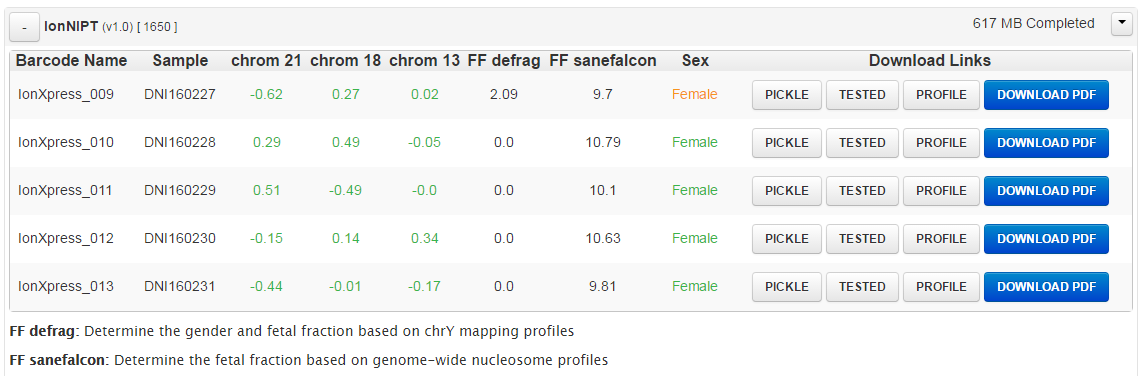 - IonNIPT (v1.0) [ 1650 ] 617 MB Completed
Barcode Name Sample chrom 21 chrom 18 chrom 13 FF defrag FF sanefalcon Sex Download Links
IonXpress_009 DNI160227 -0.62 0.27 0.02 2.09 9.7 Female PICKLE TESTED PROFILE DOWNLOAD PDF
IonXpress_010 DNI160228 0.29 0.49 -0.05 0.0 10.79 Female PICKLE TESTED PROFILE DOWNLOAD PDF
IonXpress_011 DNI160229 0.51 -0.49 -0.0 0.0 10.1 Female PICKLE TESTED PROFILE DOWNLOAD PDF
IonXpress_012 DNI160230 -0.15 0.14 0.34 0.0 10.63 Female PICKLE TESTED PROFILE DOWNLOAD PDF
IonXpress_013 DNI160231 -0.44 -0.01 -0.17 0.0 9.81 Female PICKLE TESTED PROFILE DOWNLOAD PDF
FF defrag: Determine the gender and fetal fraction based on chrY mapping profiles
FF sanefalcon: Determine the fetal fraction based on genome-wide nucleosome profiles